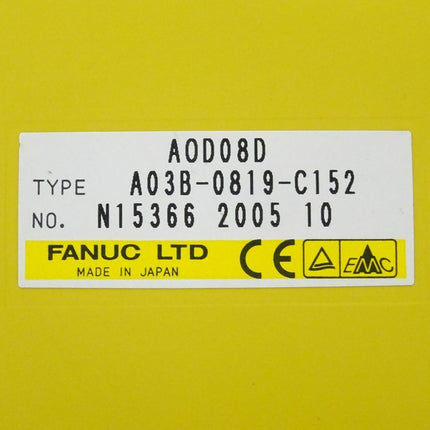 AOD08D
TYPE A03B-0819-C152
NO. N15366 2005 10
FANUC LTD
MADE IN JAPAN
CE EMC